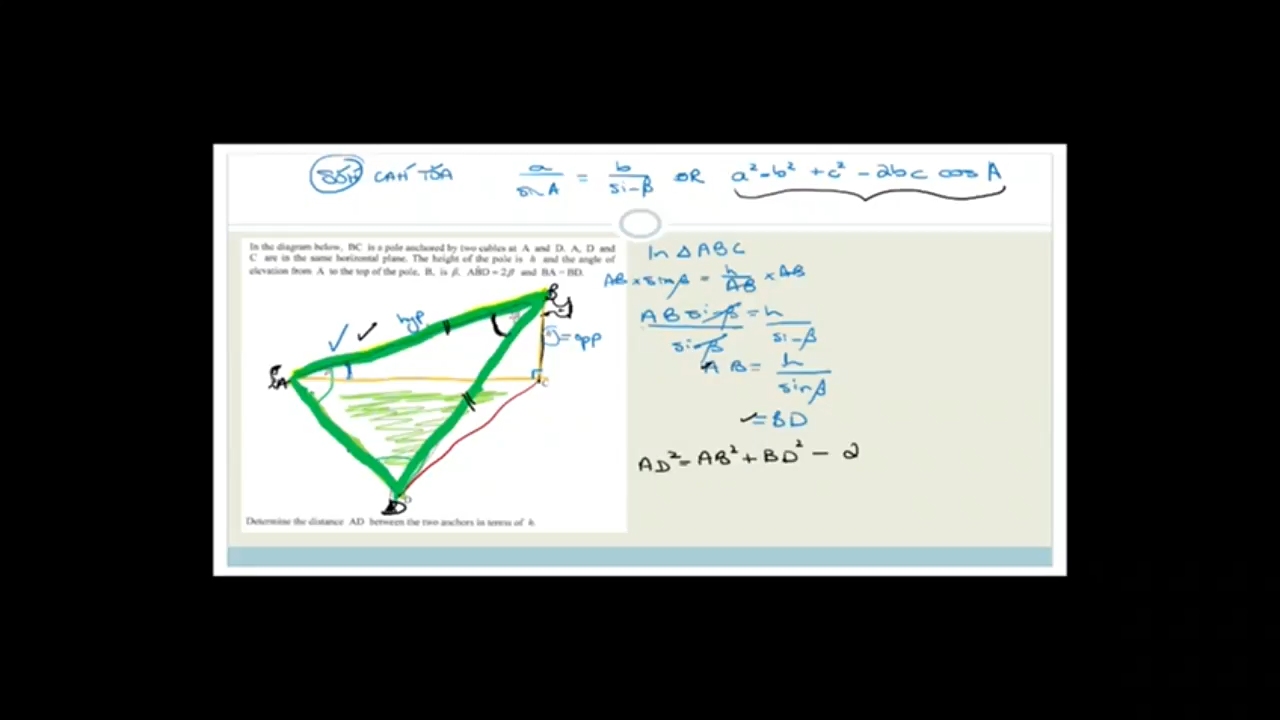 SOH CAH TOA a/sin A = b/sin β OR a² = b² + c² - 2bc cos A
In the diagram below, BC is a pole anchored by two cables at A and D. A, D and
C are in the same horizontal plane. The height of the pole is h and the angle of
elevation from A to the top of the pole, B, is β. AB̂D = 2β and BA = BD.
In △ABC
AB × sin β = h/AB × AB
AB sin β/sin β = h/sin β
AB = h/sin β
= BD
AD² = AB² + BD² - 2
B
hyp
= opp
A
C
D
Determine the distance AD between the two anchors in terms of h.